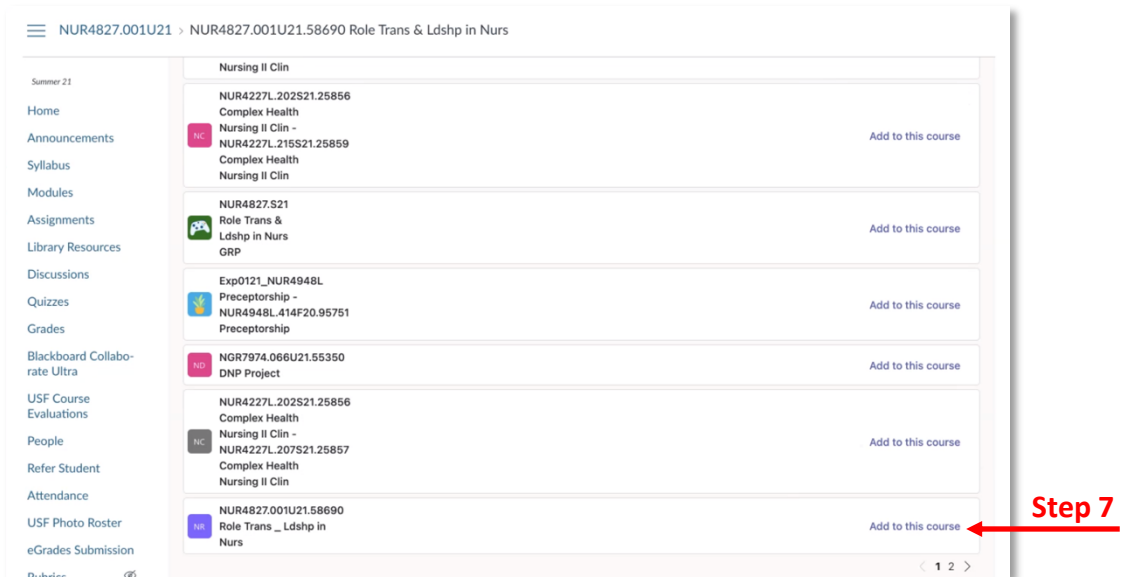 NUR4827.001U21 > NUR4827.001U21.58690 Role Trans & Ldshp in Nurs
Summer 21
Home
Announcements
Syllabus
Modules
Assignments
Library Resources
Discussions
Quizzes
Grades
Blackboard Collabo-
rate Ultra
USF Course
Evaluations
People
Refer Student
Attendance
USF Photo Roster
eGrades Submission
Rubrics
Nursing II Clin
NC
NUR4227L.202S21.25856
Complex Health
Nursing II Clin -
NUR4227L.215S21.25859
Complex Health
Nursing II Clin
Add to this course
NUR4827.S21
Role Trans &
Ldshp in Nurs
GRP
Add to this course
Exp0121_NUR4948L
Preceptorship -
NUR4948L.414F20.95751
Preceptorship
Add to this course
ND
NGR7974.066U21.55350
DNP Project
Add to this course
NC
NUR4227L.202S21.25856
Complex Health
Nursing II Clin -
NUR4227L.207S21.25857
Complex Health
Nursing II Clin
Add to this course
NR
NUR4827.001U21.58690
Role Trans _ Ldshp in
Nurs
Add to this course
Step 7
< 1 2 >